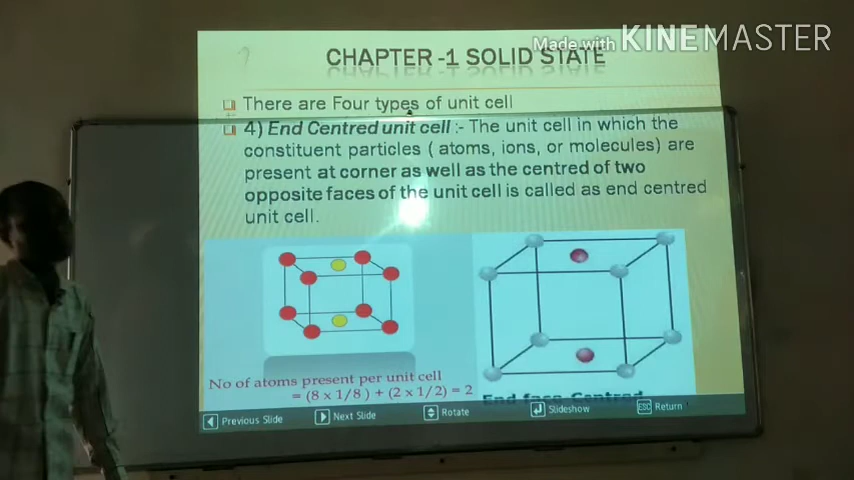 Made with KINEMASTER
CHAPTER -1 SOLID STATE
There are Four types of unit cell
4) End Centred unit cell :- The unit cell in which the
constituent particles ( atoms, ions, or molecules) are
present at corner as well as the centred of two
opposite faces of the unit cell is called as end centred
unit cell.
No of atoms present per unit cell
= (8 x 1/8 ) + (2 x 1/2) = 2
End face Centred
Previous Slide
Next Slide
Rotate
Slideshow
ESC Return